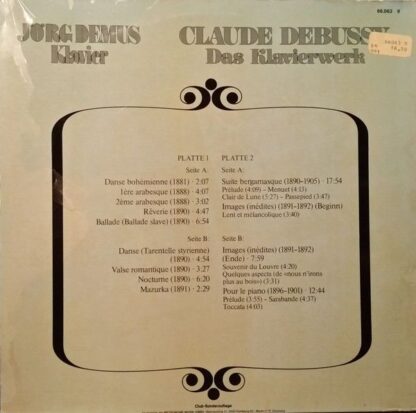 66.063 9
JÖRG DEMUS
Klavier
CLAUDE DEBUSSY
Das Klavierwerk
PLATTE 1
Seite A:
Danse bohémienne (1881) · 2:07
1ère arabesque (1888) · 4:07
2ème arabesque (1888) · 3:02
Rêverie (1890) · 4:47
Ballade (Ballade slave) (1890) · 6:54
Seite B:
Danse (Tarentelle styrienne)
(1890) · 4:54
Valse romantique (1890) · 3:27
Nocturne (1890) · 6:20
Mazurka (1891) · 2:29
PLATTE 2
Seite A:
Suite bergamasque (1890–1905) · 17:54
Prélude (4:09) – Menuet (4:13)
Clair de Lune (5:27) – Passepied (3:47)
Images (inédites) (1891–1892) (Beginn)
Lent et mélancolique (3:40)
Seite B:
Images (inédites) (1891–1892)
(Ende) · 7:59
Souvenir du Louvre (4:20)
Quelques aspects (de «nous n'irons
plus au bois») (3:31)
Pour le piano (1896–1901) · 12:44
Prélude (3:55) – Sarabande (4:37)
Toccata (4:03)
Club-Sonderauflage